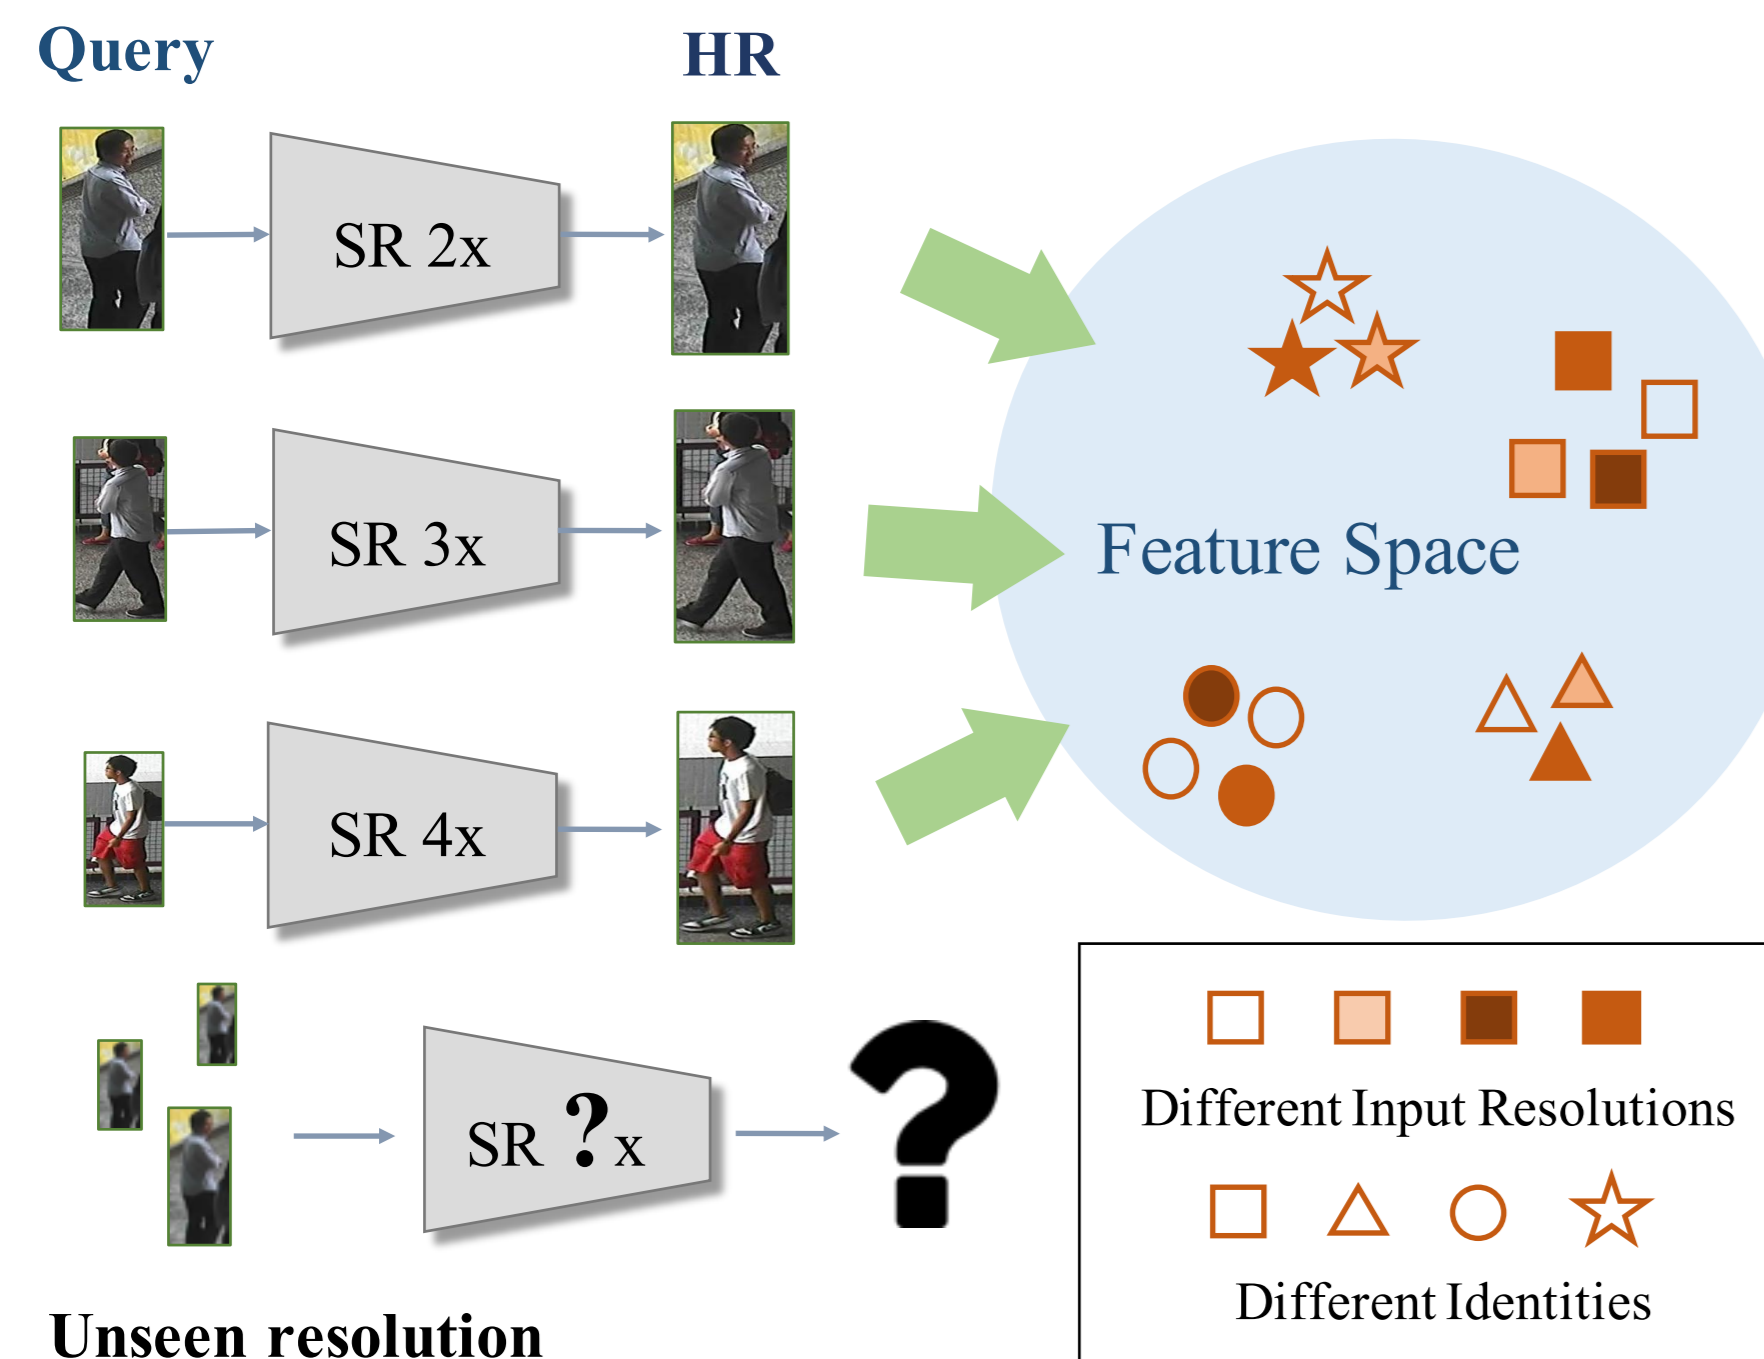 Query
HR
SR 2x
SR 3x
SR 4x
SR ?x
?
Unseen resolution
Feature Space
Different Input Resolutions
Different Identities